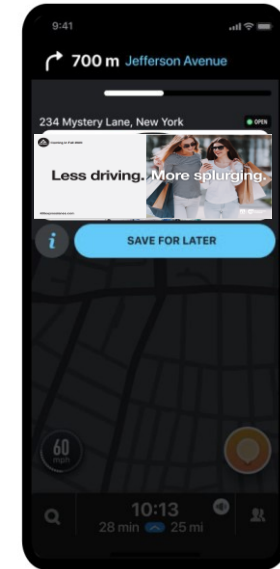 9:41
700 m Jefferson Avenue
234 Mystery Lane, New York
OPEN
Less driving. More splurging.
i
SAVE FOR LATER
60
mph
10:13
28 min 25 mi